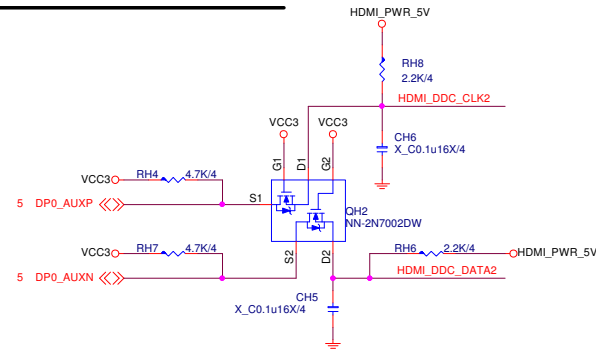 HDMI_PWR_5V
RH8
2.2K/4
HDMI_DDC_CLK2
VCC3
VCC3
CH6
X_C0.1u16X/4
G1
D1
G2
VCC3
RH4
4.7K/4
S1
5 DP0_AUXP
QH2
NN-2N7002DW
VCC3
RH7
4.7K/4
S2
D2
RH6
2.2K/4
HDMI_PWR_5V
5 DP0_AUXN
HDMI_DDC_DATA2
CH5
X_C0.1u16X/4